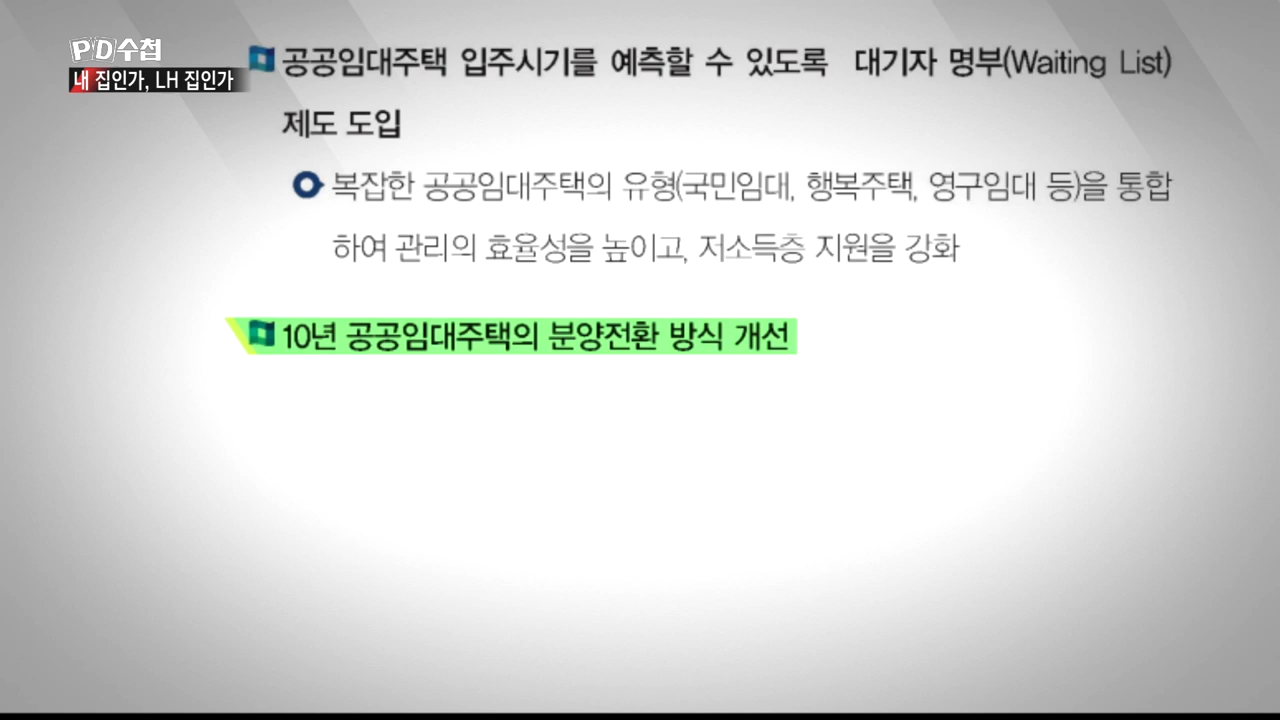 PD수첩
내 집인가, LH 집인가
공공임대주택 입주시기를 예측할 수 있도록 대기자 명부(Waiting List)
제도 도입
복잡한 공공임대주택의 유형(국민임대, 행복주택, 영구임대 등)을 통합
하여 관리의 효율성을 높이고, 저소득층 지원을 강화
10년 공공임대주택의 분양전환 방식 개선